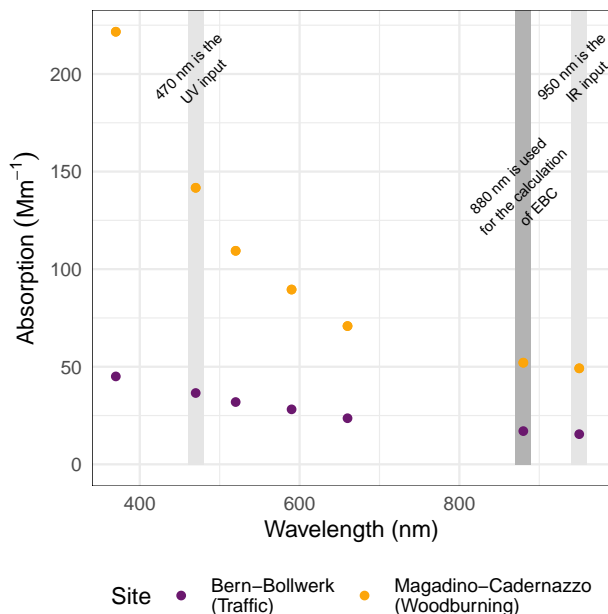 470 nm is the
UV input
950 nm is the
IR input
880 nm is used
for the calculation
of EBC
Absorption (Mm⁻¹)
225
200
150
100
50
0
400
600
800
Wavelength (nm)
Site
Bern−Bollwerk
(Traffic)
Magadino−Cadernazzo
(Woodburning)